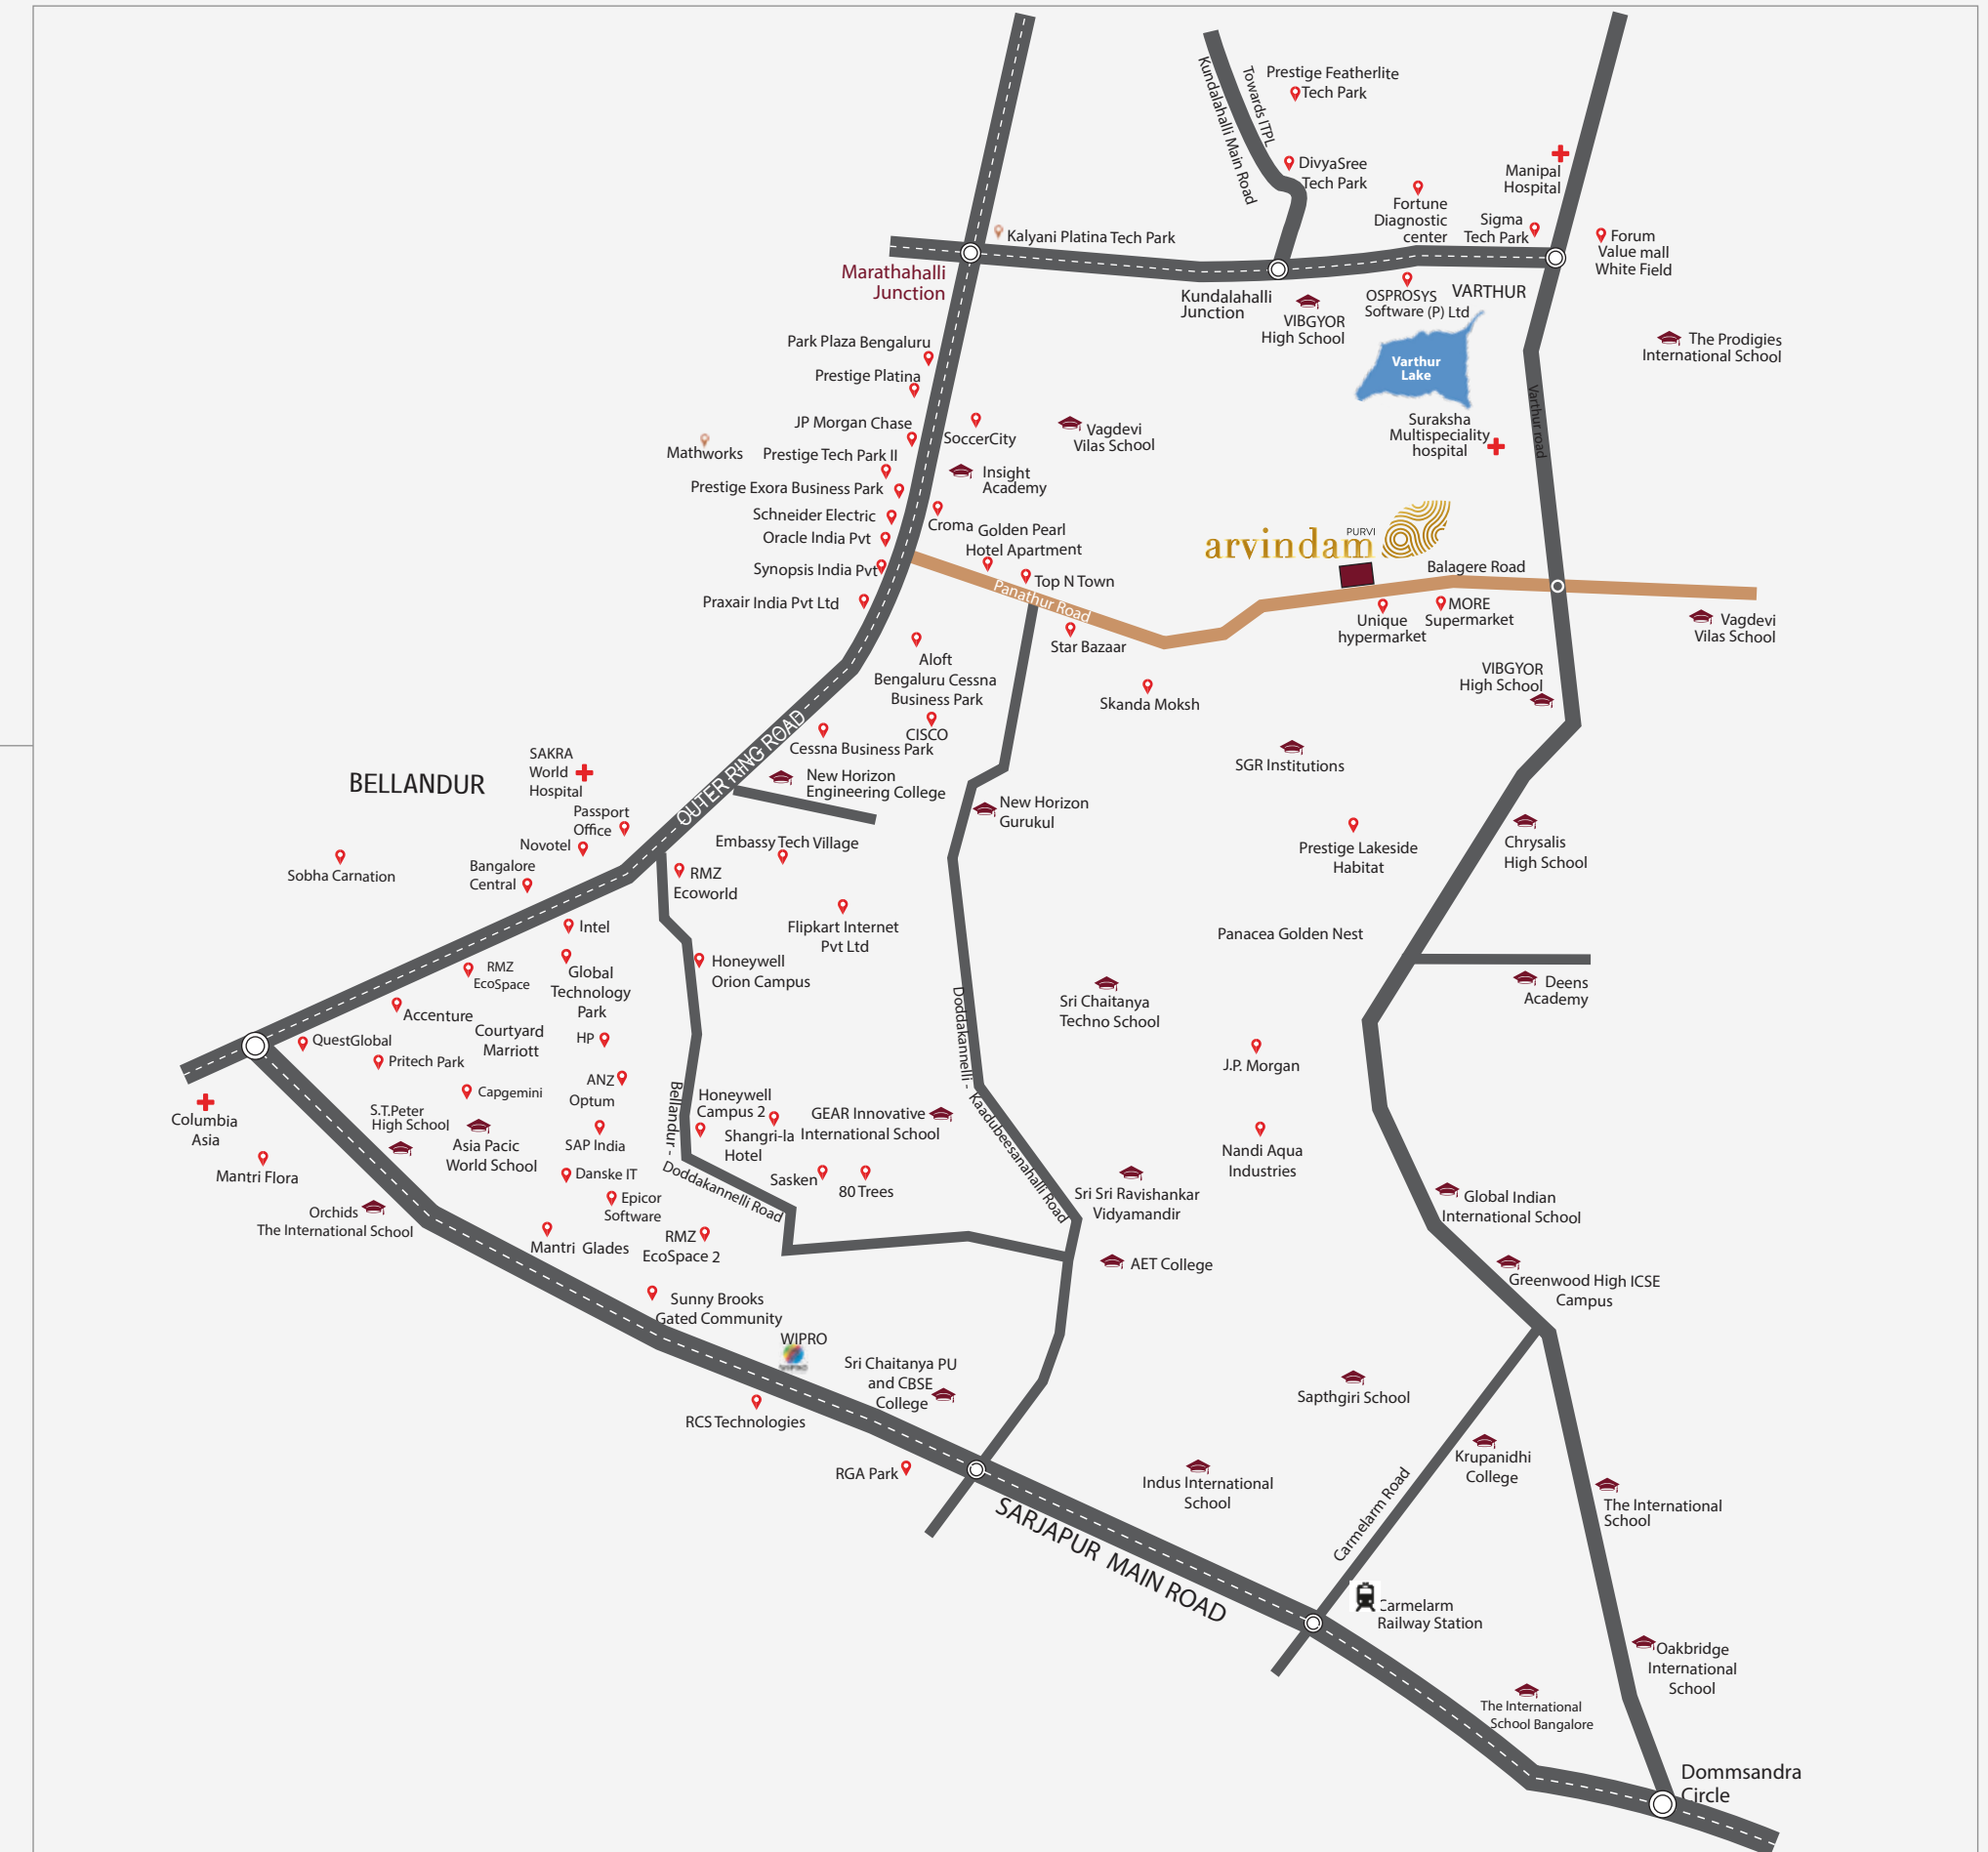 Kundalahalli Main Road
Towards ITPL
Prestige Featherlite
Tech Park
DivyaSree
Tech Park
Manipal
Hospital
Fortune
Diagnostic
center
Sigma
Tech Park
Forum
Value mall
White Field
Kalyani Platina Tech Park
Marathahalli
Junction
Kundalahalli
Junction
VIBGYOR
High School
OSPROSYS
Software (P) Ltd
VARTHUR
Varthur
Lake
The Prodigies
International School
Park Plaza Bengaluru
Prestige Platina
JP Morgan Chase
SoccerCity
Vagdevi
Vilas School
Suraksha
Multispeciality
hospital
Varthur road
Mathworks
Prestige Tech Park II
Insight
Academy
Prestige Exora Business Park
Schneider Electric
Croma
Oracle India Pvt
Golden Pearl
Hotel Apartment
PURVI
arvindam
Synopsis India Pvt
Top N Town
Balagere Road
Praxair India Pvt Ltd
Panathur Road
Unique
hypermarket
MORE
Supermarket
Vagdevi
Vilas School
Star Bazaar
Aloft
Bengaluru Cessna
Business Park
VIBGYOR
High School
Skanda Moksh
CISCO
Cessna Business Park
OUTER RING ROAD
SGR Institutions
BELLANDUR
SAKRA
World
Hospital
New Horizon
Engineering College
New Horizon
Gurukul
Passport
Office
Novotel
Embassy Tech Village
Prestige Lakeside
Habitat
Chrysalis
High School
Sobha Carnation
Bangalore
Central
RMZ
Ecoworld
Intel
Flipkart Internet
Pvt Ltd
Panacea Golden Nest
RMZ
EcoSpace
Global
Technology
Park
Honeywell
Orion Campus
Deens
Academy
Accenture
Sri Chaitanya
Techno School
QuestGlobal
Courtyard
Marriott
HP
Pritech Park
J.P. Morgan
Capgemini
ANZ
Optum
Doddakannelli - Kaadubeesanahalli Road
Bellandur - Doddakannelli Road
Honeywell
Campus 2
GEAR Innovative
International School
Columbia
Asia
S.T.Peter
High School
Asia Pacic
World School
SAP India
Shangri-la
Hotel
Nandi Aqua
Industries
Mantri Flora
Danske IT
Sasken
80 Trees
Sri Sri Ravishankar
Vidyamandir
Global Indian
International School
Orchids
The International School
Epicor
Software
Mantri Glades
RMZ
EcoSpace 2
AET College
Greenwood High ICSE
Campus
Sunny Brooks
Gated Community
WIPRO
Sri Chaitanya PU
and CBSE
College
Sapthgiri School
RCS Technologies
RGA Park
Indus International
School
Krupanidhi
College
The International
School
Carmelarm Road
SARJAPUR MAIN ROAD
Carmelarm
Railway Station
Oakbridge
International
School
The International
School Bangalore
Dommsandra
Circle